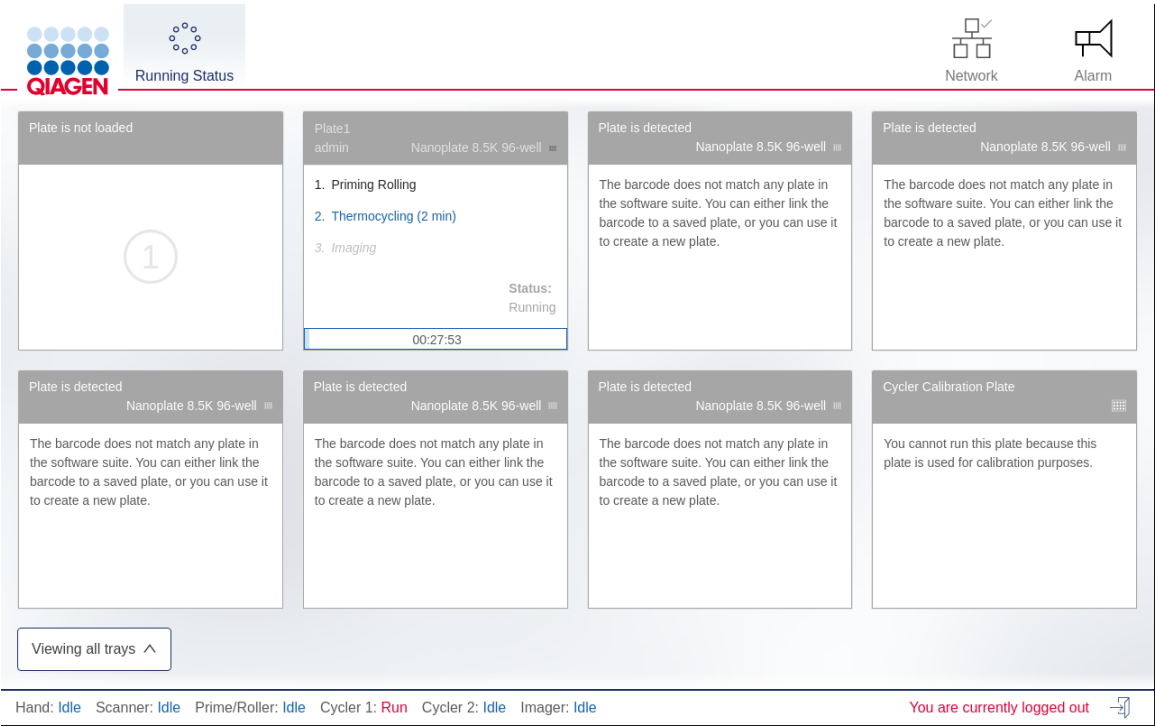 QIAGEN
Running Status
Network
Alarm
Plate is not loaded
1
Plate1
admin Nanoplate 8.5K 96-well
1. Priming Rolling
2. Thermocycling (2 min)
3. Imaging
Status:
Running
00:27:53
Plate is detected
Nanoplate 8.5K 96-well
The barcode does not match any plate in
the software suite. You can either link the
barcode to a saved plate, or you can use it
to create a new plate.
Plate is detected
Nanoplate 8.5K 96-well
The barcode does not match any plate in
the software suite. You can either link the
barcode to a saved plate, or you can use it
to create a new plate.
Plate is detected
Nanoplate 8.5K 96-well
The barcode does not match any plate in
the software suite. You can either link the
barcode to a saved plate, or you can use it
to create a new plate.
Plate is detected
Nanoplate 8.5K 96-well
The barcode does not match any plate in
the software suite. You can either link the
barcode to a saved plate, or you can use it
to create a new plate.
Plate is detected
Nanoplate 8.5K 96-well
The barcode does not match any plate in
the software suite. You can either link the
barcode to a saved plate, or you can use it
to create a new plate.
Cycler Calibration Plate
You cannot run this plate because this
plate is used for calibration purposes.
Viewing all trays
Hand: Idle Scanner: Idle Prime/Roller: Idle Cycler 1: Run Cycler 2: Idle Imager: Idle You are currently logged out